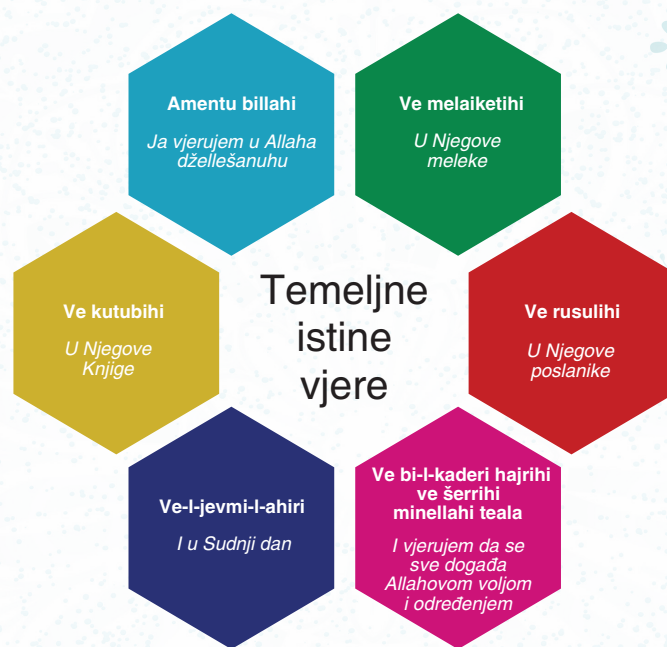 Amentu billahi
Ja vjerujem u Allaha
džellešanuhu
Ve melaiketihi
U Njegove
meleke
Ve kutubihi
U Njegove
Knjige
Temeljne
istine
vjere
Ve rusulihi
U Njegove
poslanike
Ve-l-jevmi-l-ahiri
I u Sudnji dan
Ve bi-l-kaderi hajrihi
ve šerrihi
minellahi teala
I vjerujem da se
sve događa
Allahovom voljom
i određenjem